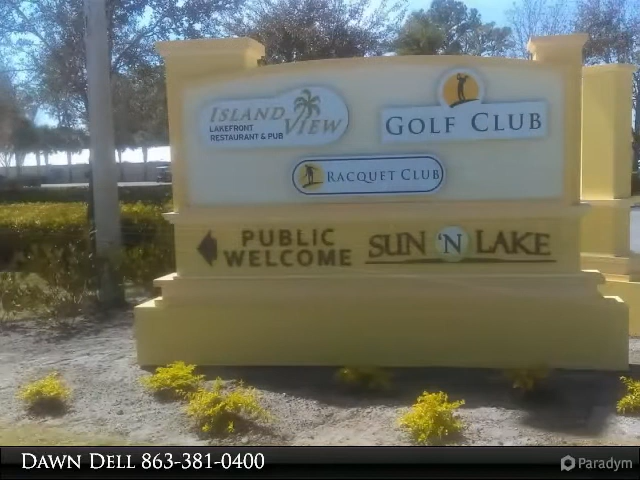 ISLAND VIEW
LAKEFRONT
RESTAURANT & PUB
GOLF CLUB
RACQUET CLUB
PUBLIC
WELCOME
SUN 'N LAKE
DAWN DELL 863-381-0400
Paradym